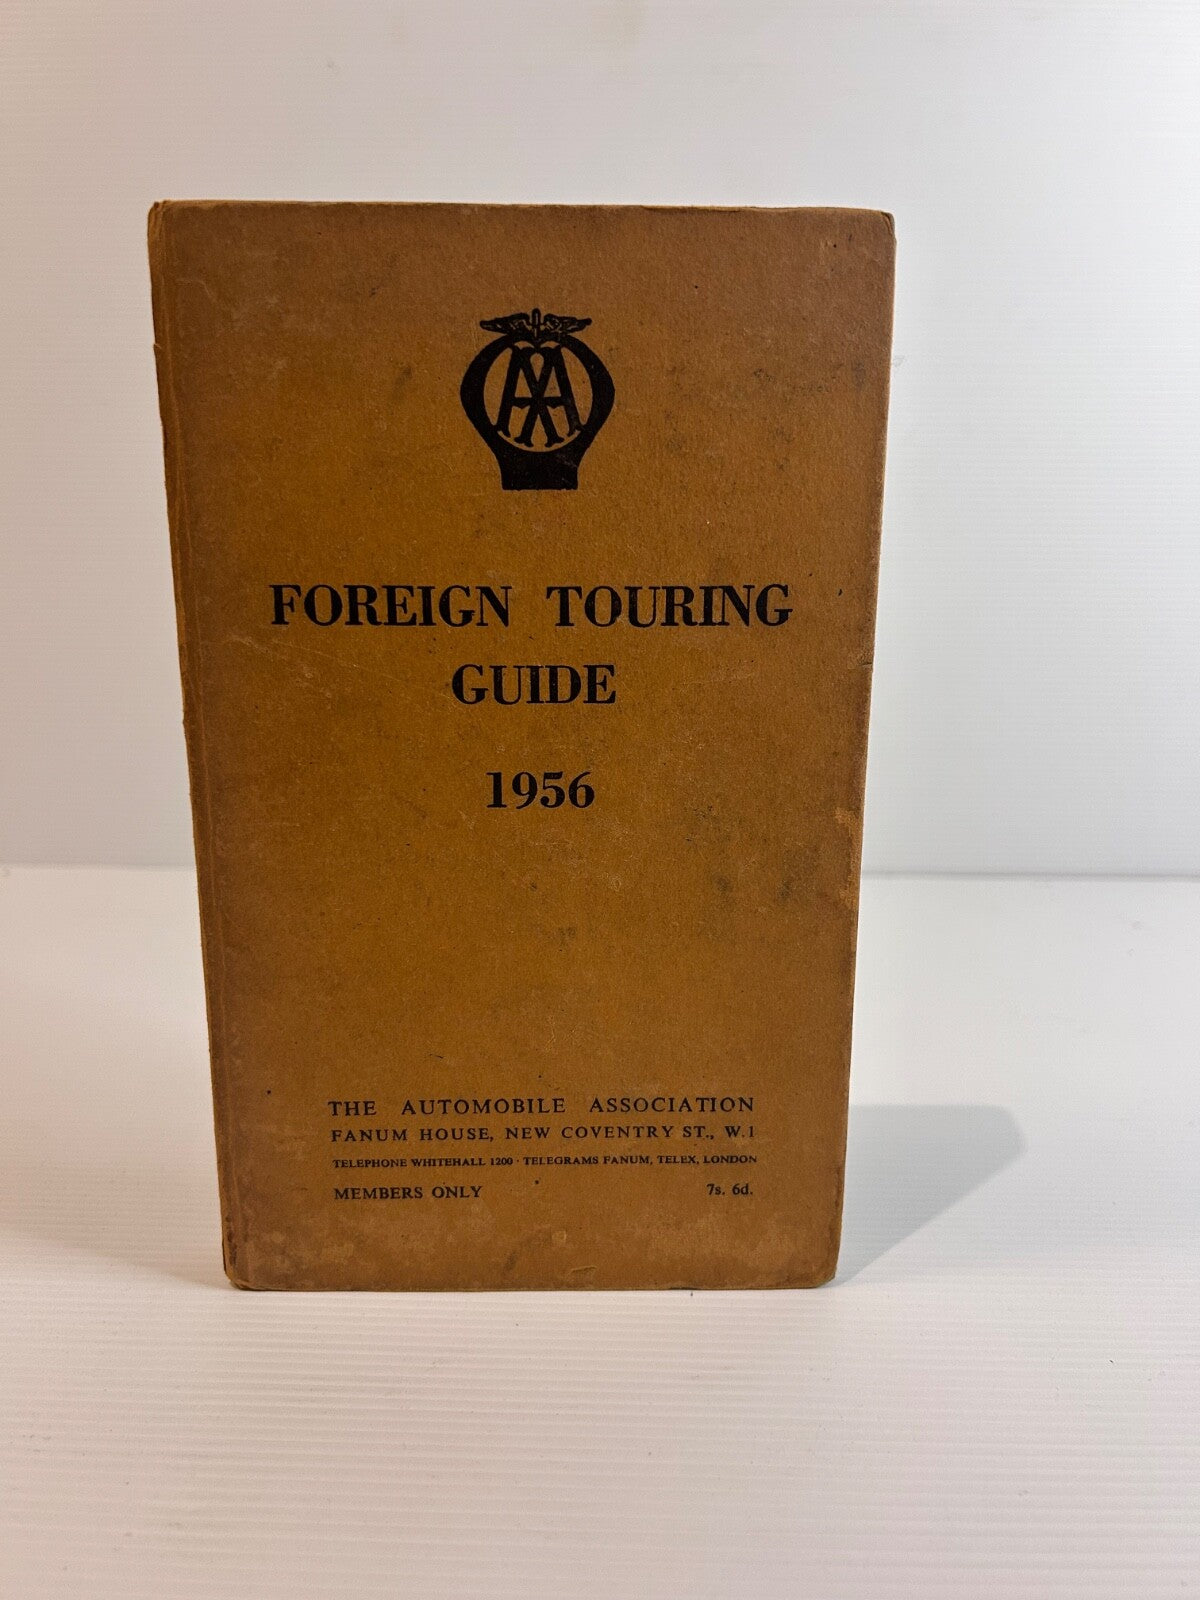 AA
FOREIGN TOURING
GUIDE
1956
THE AUTOMOBILE ASSOCIATION
FANUM HOUSE, NEW COVENTRY ST., W.1
TELEPHONE WHITEHALL 1200 · TELEGRAMS FANUM, TELEX, LONDON
MEMBERS ONLY 7s. 6d.